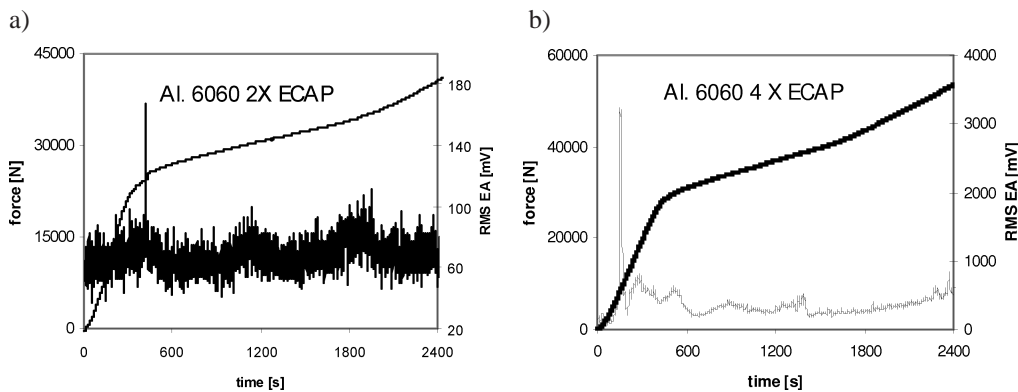 a)
45000
30000
15000
0
force [N]
Al. 6060 2X ECAP
180
140
100
60
20
RMS EA [mV]
0 600 1200 1800 2400
time [s]
b)
60000
40000
20000
0
force [N]
Al. 6060 4 X ECAP
4000
3000
2000
1000
0
RMS EA [mV]
0 600 1200 1800 2400
time [s]